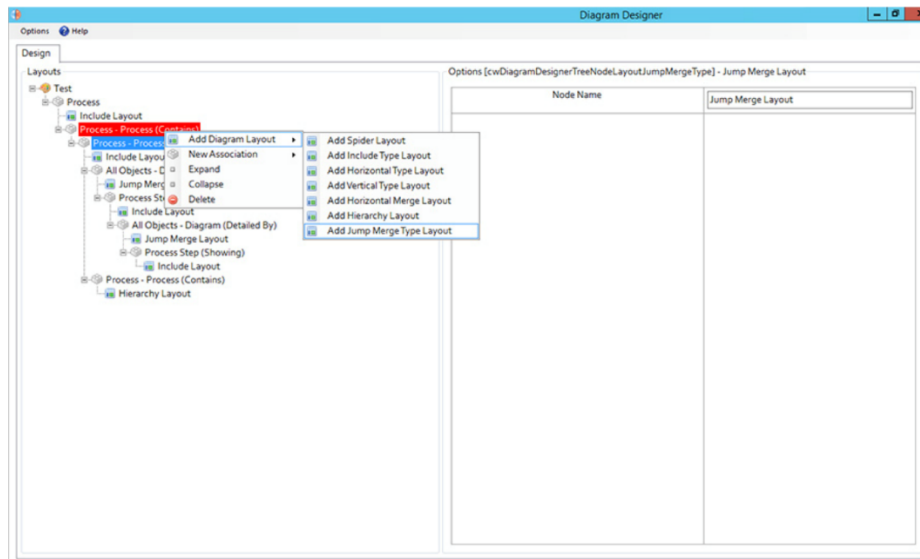 Diagram Designer
Options Help
Design
Layouts
Test
Process
Include Layout
Process - Process (Contains)
Process - Process
Include Layou
All Objects - D
Jump Merg
Process St
Include Layout
All Objects - Diagram (Detailed By)
Jump Merge Layout
Process Step (Showing)
Include Layout
Process - Process (Contains)
Hierarchy Layout
Add Diagram Layout
New Association
Expand
Collapse
Delete
Add Spider Layout
Add Include Type Layout
Add Horizontal Type Layout
Add Vertical Type Layout
Add Horizontal Merge Layout
Add Hierarchy Layout
Add Jump Merge Type Layout
Options [cwDiagramDesignerTreeNodeLayoutJumpMergeType] - Jump Merge Layout
Node Name
Jump Merge Layout